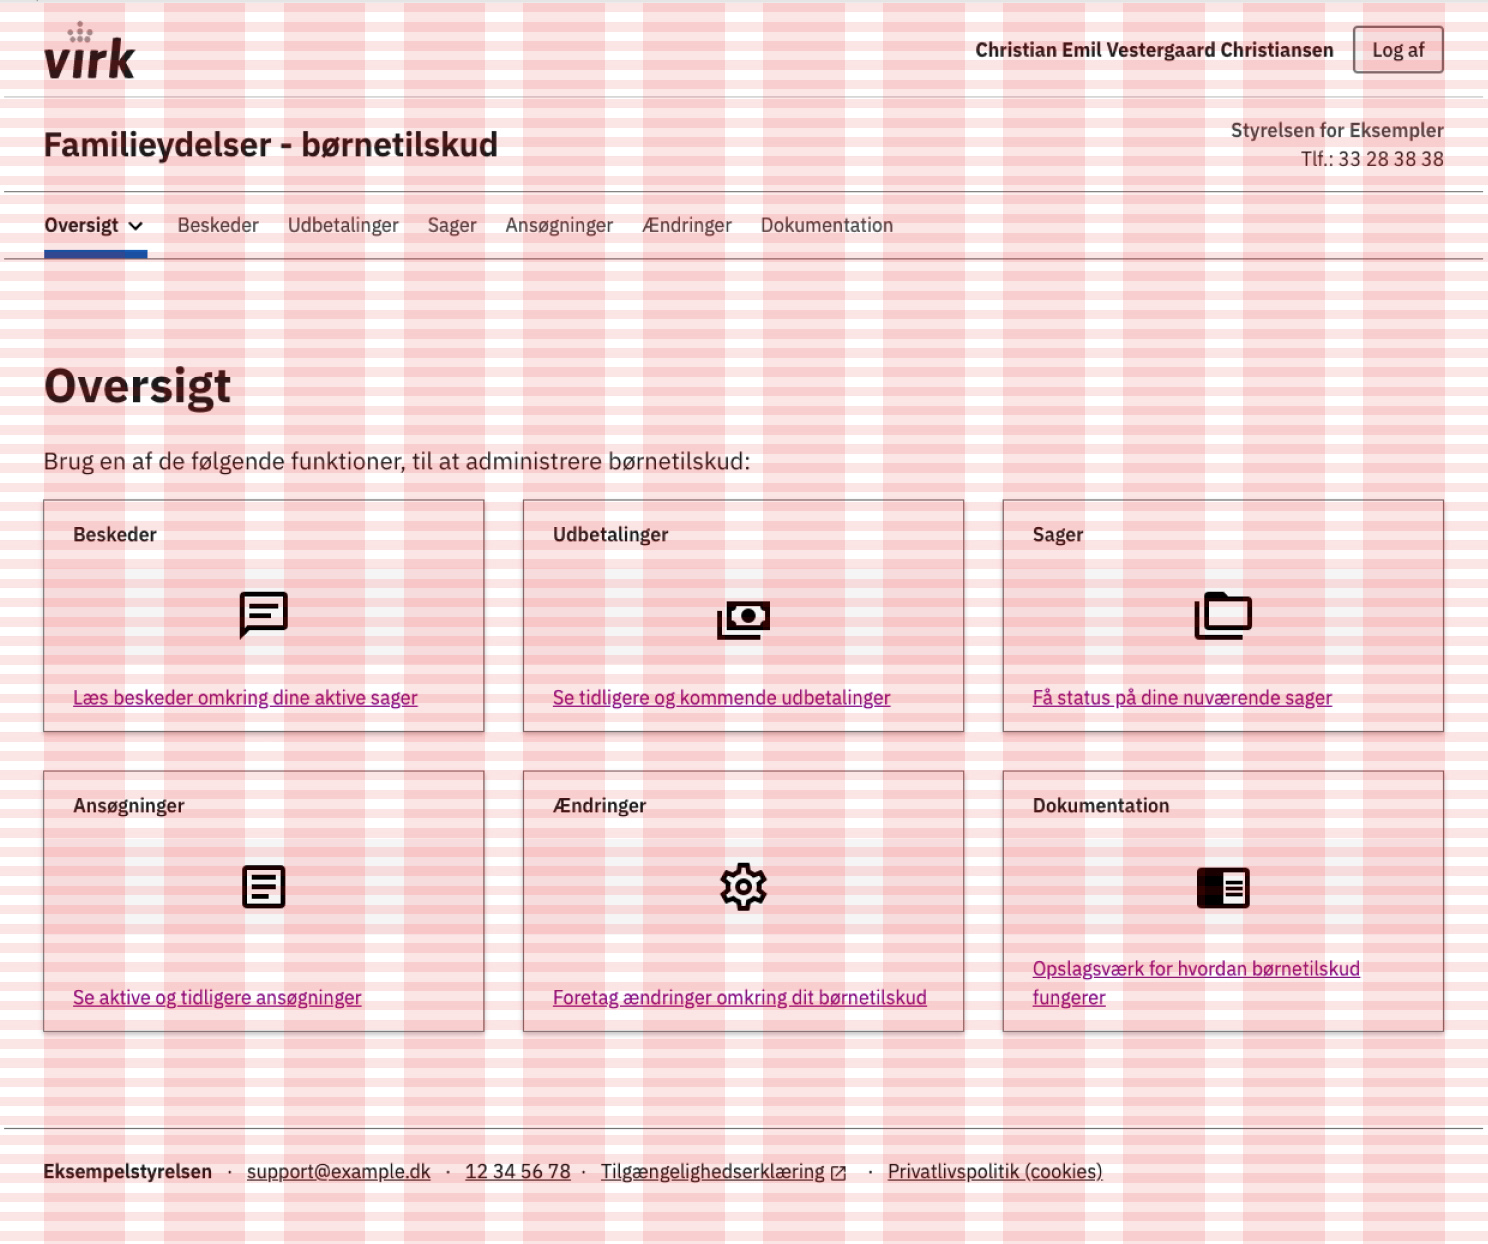 virk
Christian Emil Vestergaard Christiansen
Log af
Familieydelser - børnetilskud
Styrelsen for Eksempler
Tlf.: 33 28 38 38
Oversigt Beskeder Udbetalinger Sager Ansøgninger Ændringer Dokumentation
Oversigt
Brug en af de følgende funktioner, til at administrere børnetilskud:
Beskeder
Læs beskeder omkring dine aktive sager
Udbetalinger
Se tidligere og kommende udbetalinger
Sager
Få status på dine nuværende sager
Ansøgninger
Se aktive og tidligere ansøgninger
Ændringer
Foretag ændringer omkring dit børnetilskud
Dokumentation
Opslagsværk for hvordan børnetilskud
fungerer
Eksempelstyrelsen · support@example.dk · 12 34 56 78 · Tilgængelighedserklæring · Privatlivspolitik (cookies)